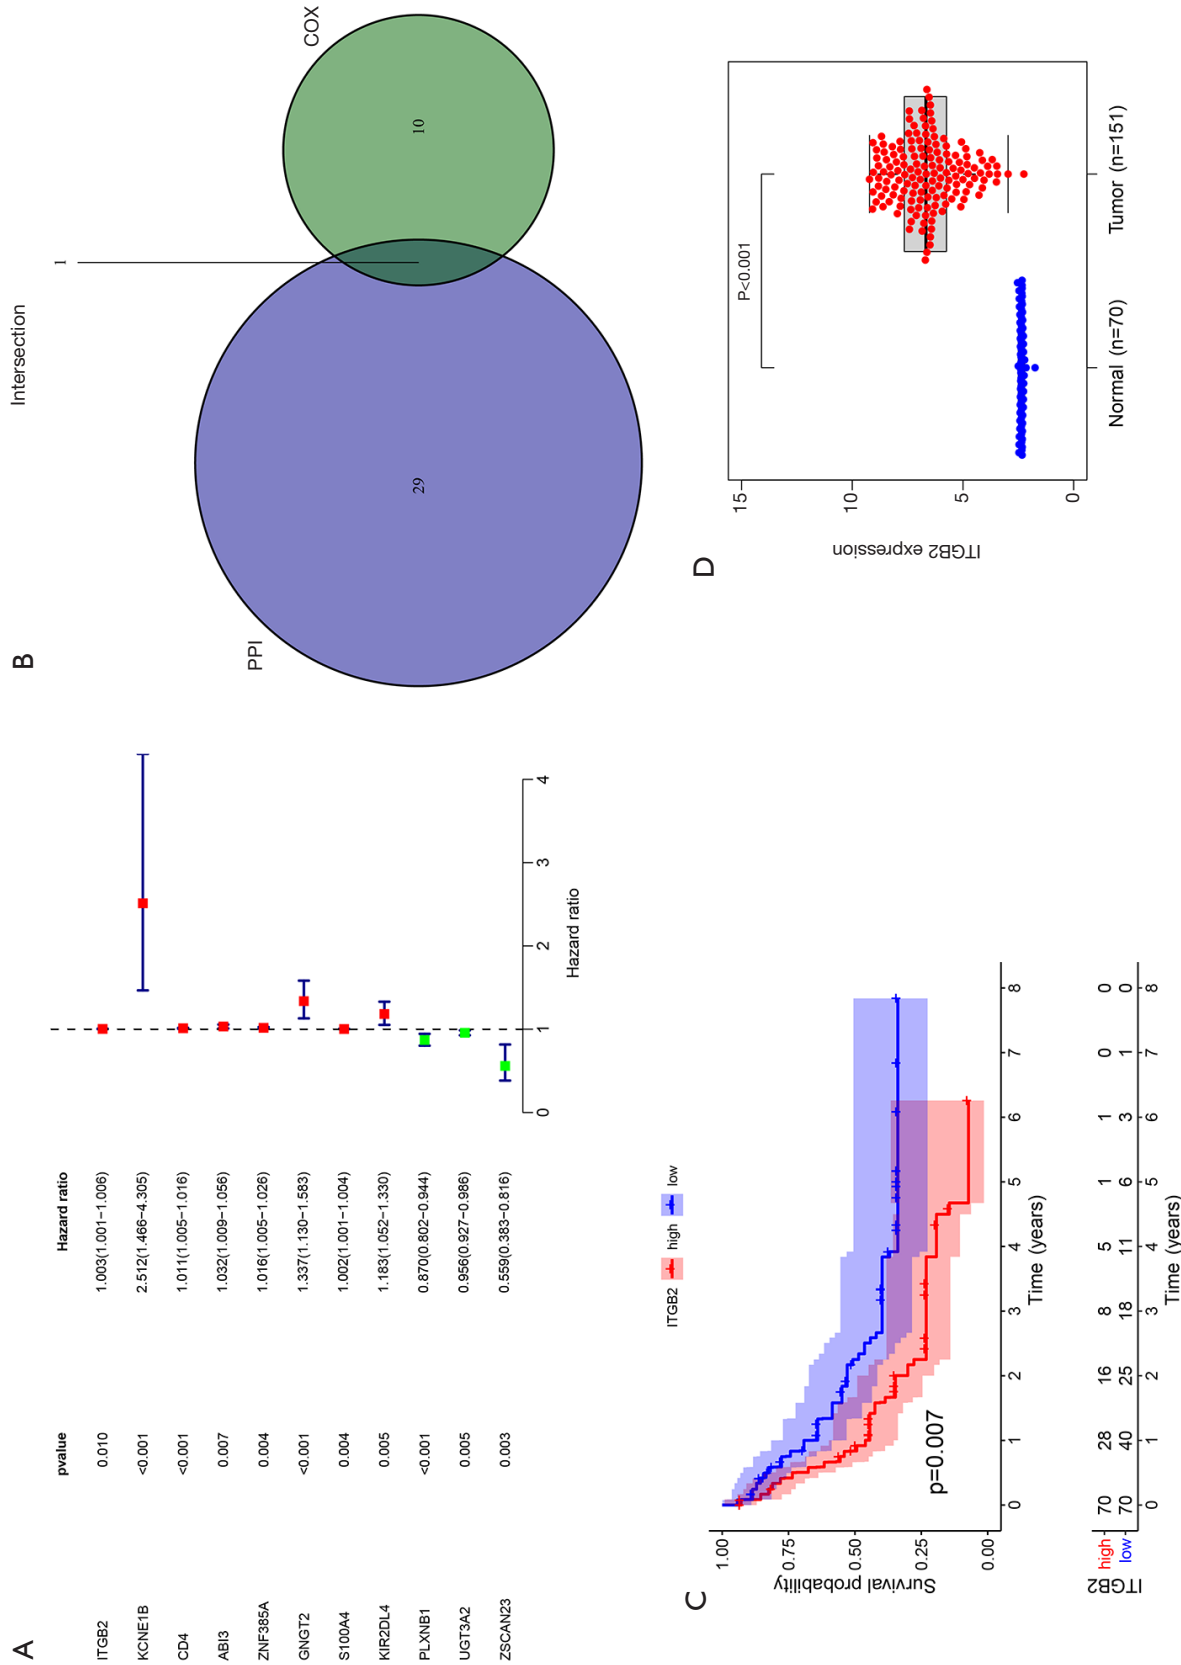 A
pvalue Hazard ratio
ITGB2 0.010 1.003(1.001−1.006)
KCNE1B <0.001 2.512(1.466−4.305)
CD4 <0.001 1.011(1.005−1.016)
ABI3 0.007 1.032(1.009−1.056)
ZNF385A 0.004 1.016(1.005−1.026)
GNGT2 <0.001 1.337(1.130−1.583)
S100A4 0.004 1.002(1.001−1.004)
KIR2DL4 0.005 1.183(1.052−1.330)
PLXNB1 <0.001 0.870(0.802−0.944)
UGT3A2 0.005 0.956(0.927−0.986)
ZSCAN23 0.003 0.559(0.383−0.816)
0 1 2 3 4
Hazard ratio
B
Intersection
1
PPI
COX
29
10
C
ITGB2 high low
Survival probability
1.00
0.75
0.50
0.25
0.00
p=0.007
0 1 2 3 4 5 6 7 8
Time (years)
ITGB2
high 70 28 16 8 5 1 1 0 0
low 70 40 25 18 11 6 3 1 0
0 1 2 3 4 5 6 7 8
Time (years)
D
ITGB2 expression
15
10
5
0
P<0.001
Normal (n=70) Tumor (n=151)